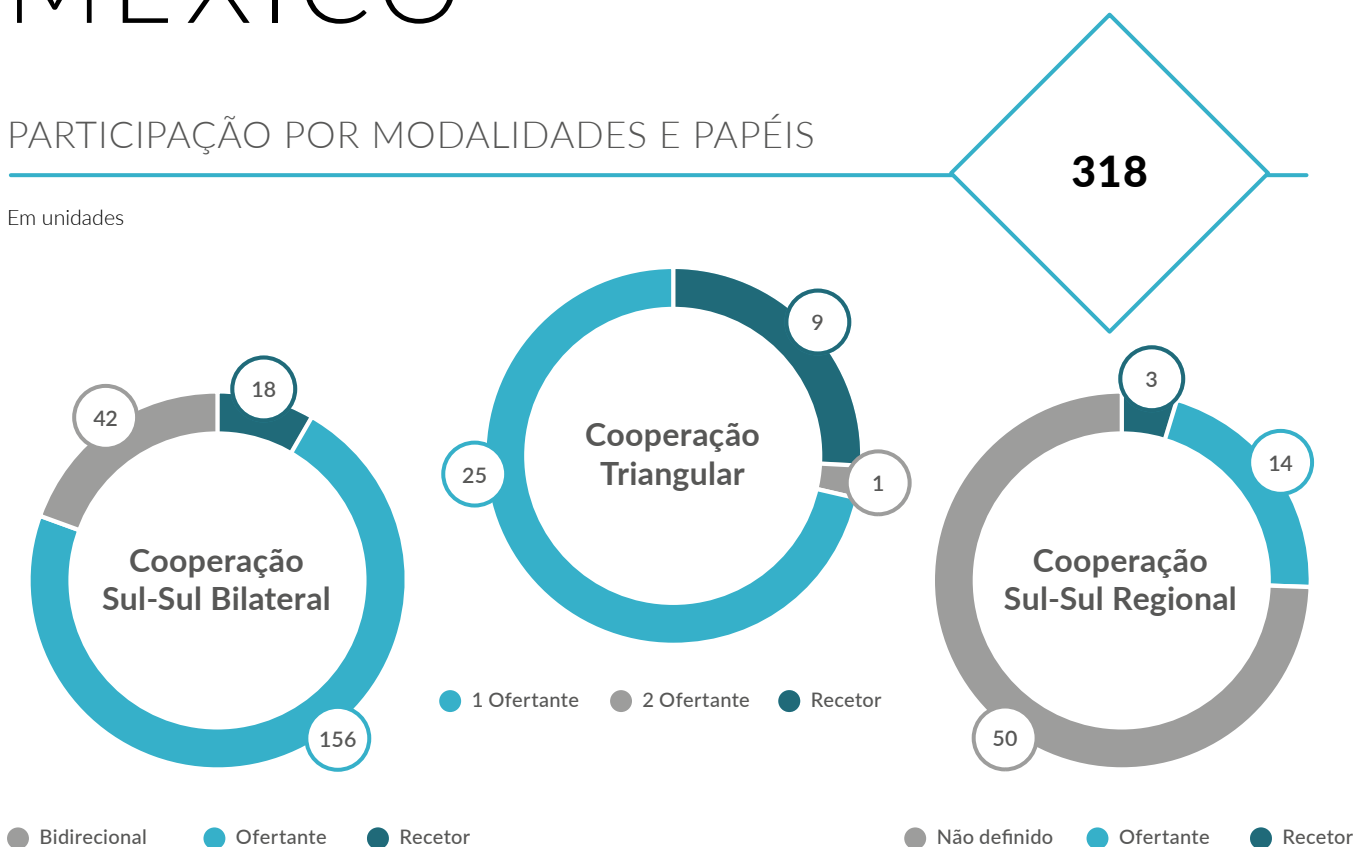 MÉXICO
PARTICIPAÇÃO POR MODALIDADES E PAPÉIS
318
Em unidades
42
18
Cooperação
Sul-Sul Bilateral
156
Bidirecional
Ofertante
Recetor
9
25
1
Cooperação
Triangular
1 Ofertante
2 Ofertante
Recetor
3
14
Cooperação
Sul-Sul Regional
50
Não definido
Ofertante
Recetor